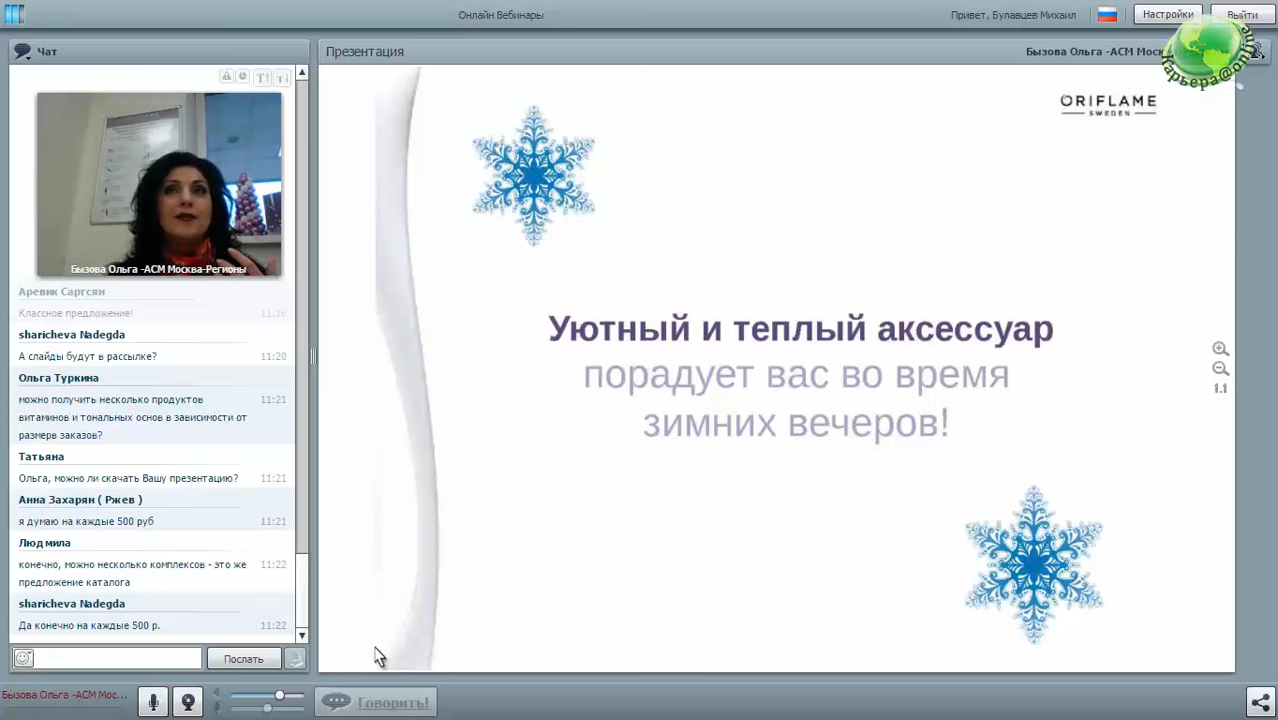 Онлайн Вебинары
Привет, Булавцев Михаил
Настройки
Выйти
Чат
Презентация
Карьера@online
Бызова Ольга -АСМ Москва-Регионы
Аревик Саргсян
Классное предложение!
11:16
sharicheva Nadegda
А слайды будут в рассылке?
11:20
Ольга Туркина
можно получить несколько продуктов
11:21
витаминов и тональных основ в зависимости от
размерв заказов?
Татьяна
Ольга, можно ли скачать Вашу презентацию?
11:21
Анна Захарян ( Ржев )
я думаю на каждые 500 руб
11:21
Людмила
конечно, можно несколько комплексов - это же
11:22
предложение каталога
sharicheva Nadegda
Да конечно на каждые 500 р.
11:22
Послать
Бызова Ольга -АСМ Мос...
Говорить!
Бызова Ольга -АСМ Мос
ORIFLAME
SWEDEN
Уютный и теплый аксессуар
порадует вас во время
зимних вечеров!
1:1